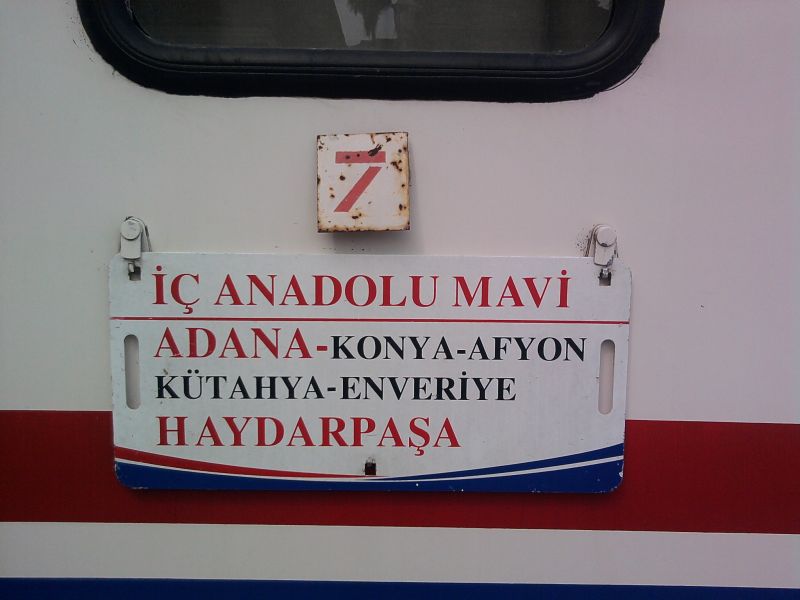 7
İÇ ANADOLU MAVİ
ADANA-KONYA-AFYON
KÜTAHYA-ENVERİYE
HAYDARPAŞA